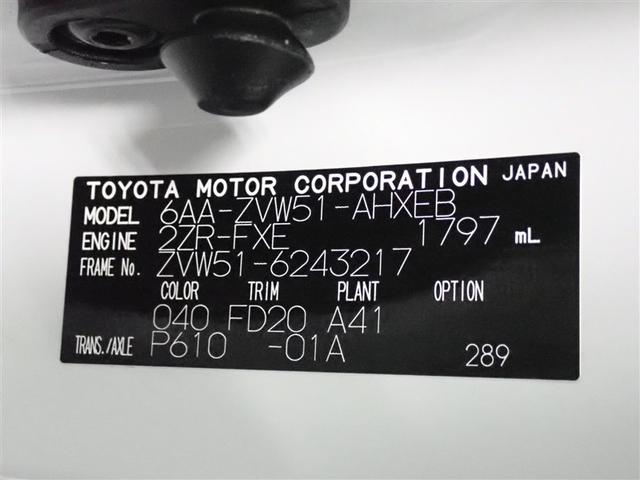 TOYOTA MOTOR CORPORATION JAPAN
MODEL 6AA-ZVW51-AHXEB
ENGINE 2ZR-FXE 1797 mL
FRAME No. ZVW51-6243217
COLOR TRIM PLANT OPTION
040 FD20 A41
TRANS./AXLE P610 -01A 289